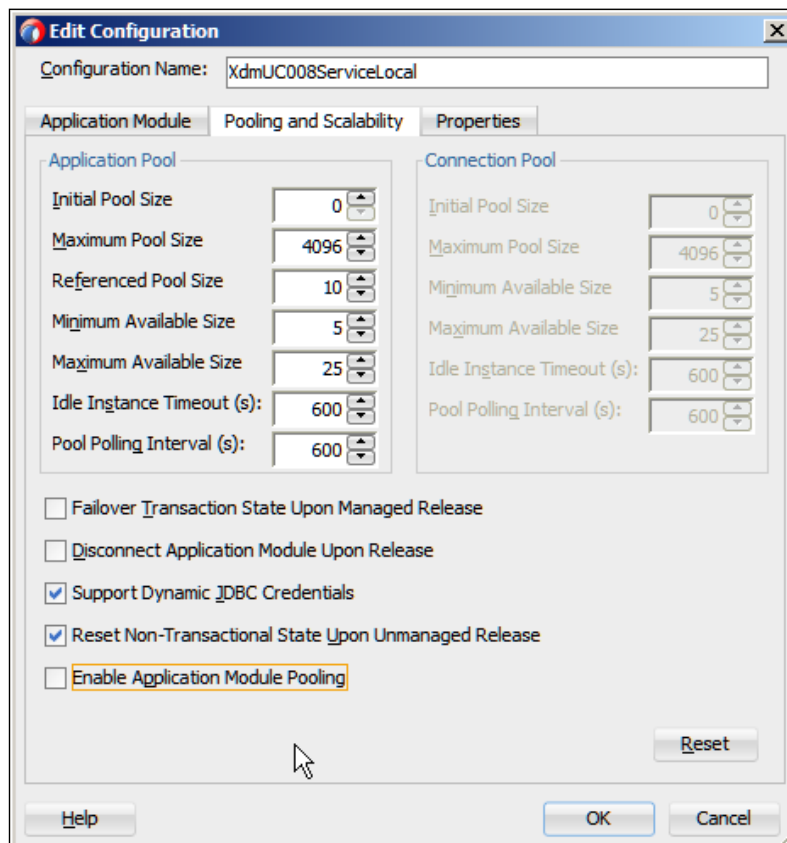 Edit Configuration
Configuration Name: XdmUC008ServiceLocal
Application Module Pooling and Scalability Properties
Application Pool
Initial Pool Size 0
Maximum Pool Size 4096
Referenced Pool Size 10
Minimum Available Size 5
Maximum Available Size 25
Idle Instance Timeout (s): 600
Pool Polling Interval (s): 600
Connection Pool
Initial Pool Size 0
Maximum Pool Size 4096
Minimum Available Size 5
Maximum Available Size 25
Idle Instance Timeout (s): 600
Pool Polling Interval (s): 600
Failover Transaction State Upon Managed Release
Disconnect Application Module Upon Release
Support Dynamic JDBC Credentials
Reset Non-Transactional State Upon Unmanaged Release
Enable Application Module Pooling
Reset
Help OK Cancel